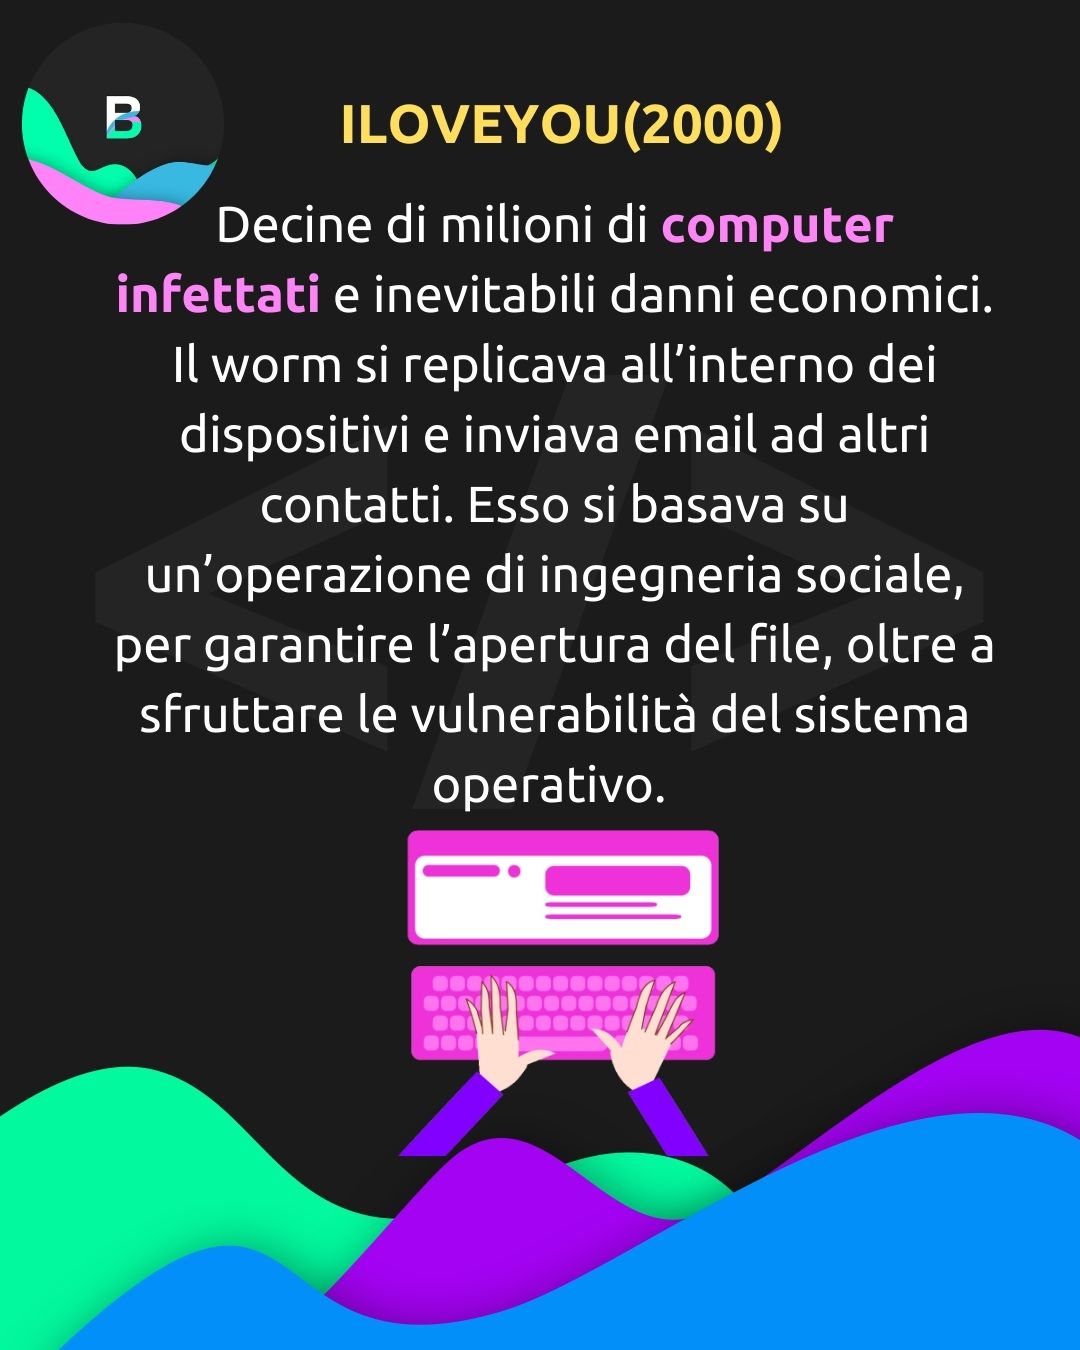 B
B
ILOVEYOU(2000)
Decine di milioni di computer
infettati e inevitabili danni economici.
Il worm si replicava all'interno dei
dispositivi e inviava email ad altri
contatti. Esso si basava su
un'operazione di ingegneria sociale,
per garantire l'apertura del file, oltre a
sfruttare le vulnerabilità del sistema
operativo.